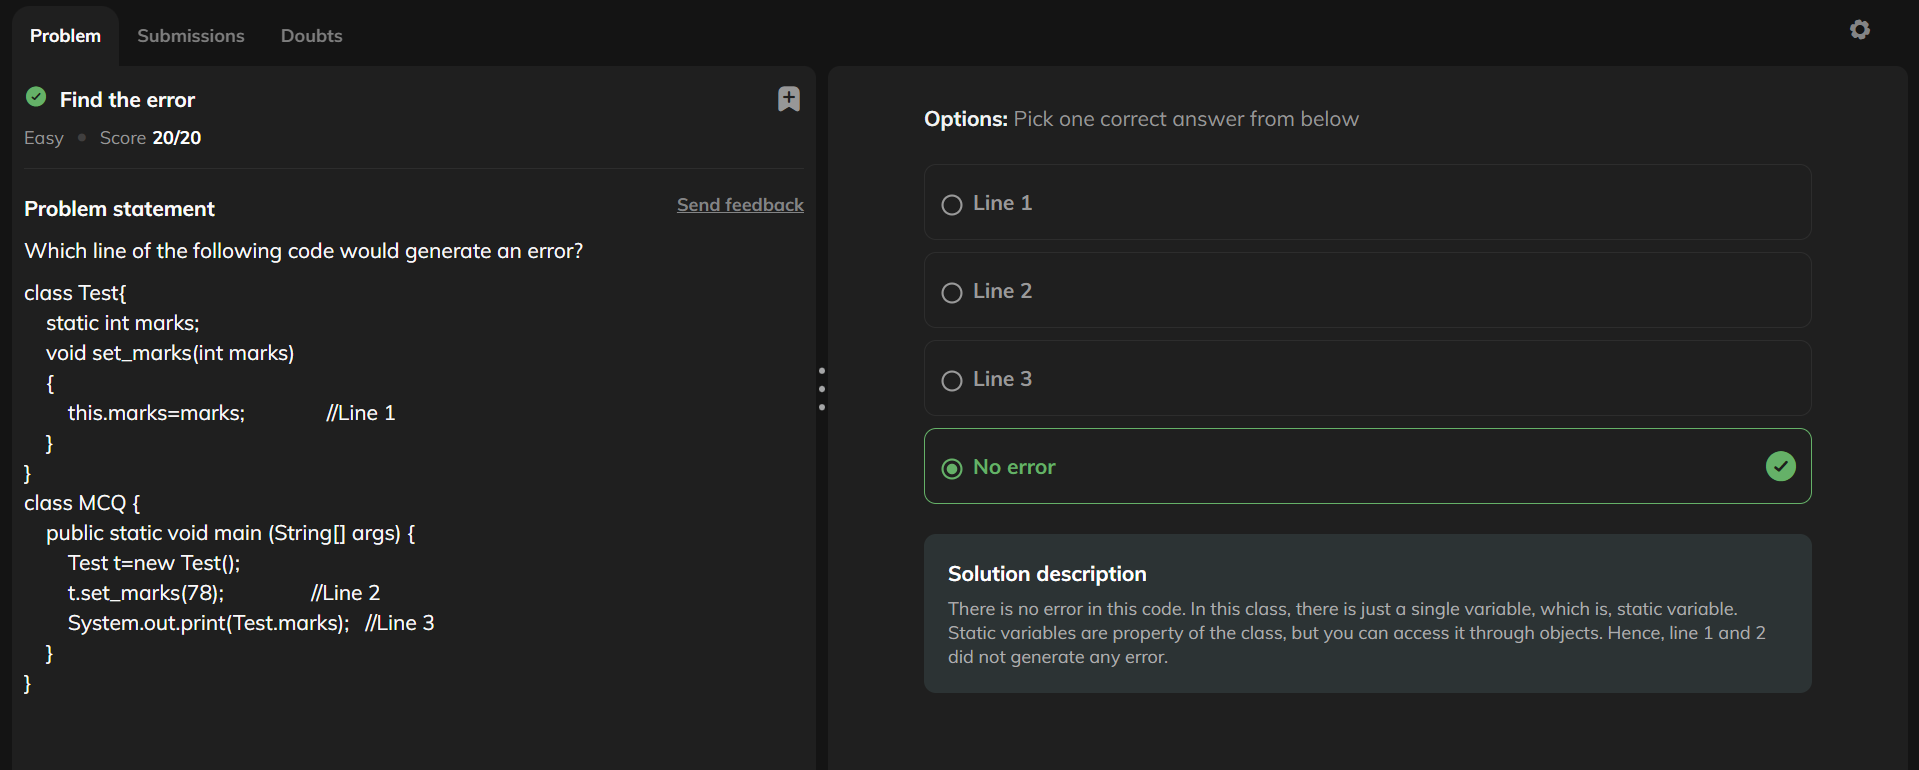 Problem Submissions Doubts
Find the error
Easy • Score 20/20
Problem statement Send feedback
Which line of the following code would generate an error?
class Test{
static int marks;
void set_marks(int marks)
{
this.marks=marks; //Line 1
}
}
class MCQ {
public static void main (String[] args) {
Test t=new Test();
t.set_marks(78); //Line 2
System.out.print(Test.marks); //Line 3
}
}
Options: Pick one correct answer from below
Line 1
Line 2
Line 3
No error
Solution description
There is no error in this code. In this class, there is just a single variable, which is, static variable.
Static variables are property of the class, but you can access it through objects. Hence, line 1 and 2
did not generate any error.